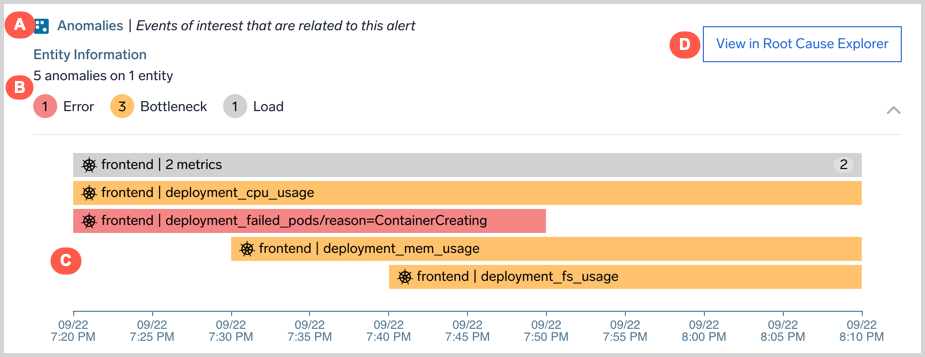 A Anomalies | Events of interest that are related to this alert
D View in Root Cause Explorer
Entity Information
5 anomalies on 1 entity
B
1 Error 3 Bottleneck 1 Load
frontend | 2 metrics 2
frontend | deployment_cpu_usage
frontend | deployment_failed_pods/reason=ContainerCreating
frontend | deployment_mem_usage
C
frontend | deployment_fs_usage
09/22 09/22 09/22 09/22 09/22 09/22 09/22 09/22 09/22 09/22 09/22
7:20 PM 7:25 PM 7:30 PM 7:35 PM 7:40 PM 7:45 PM 7:50 PM 7:55 PM 8:00 PM 8:05 PM 8:10 PM